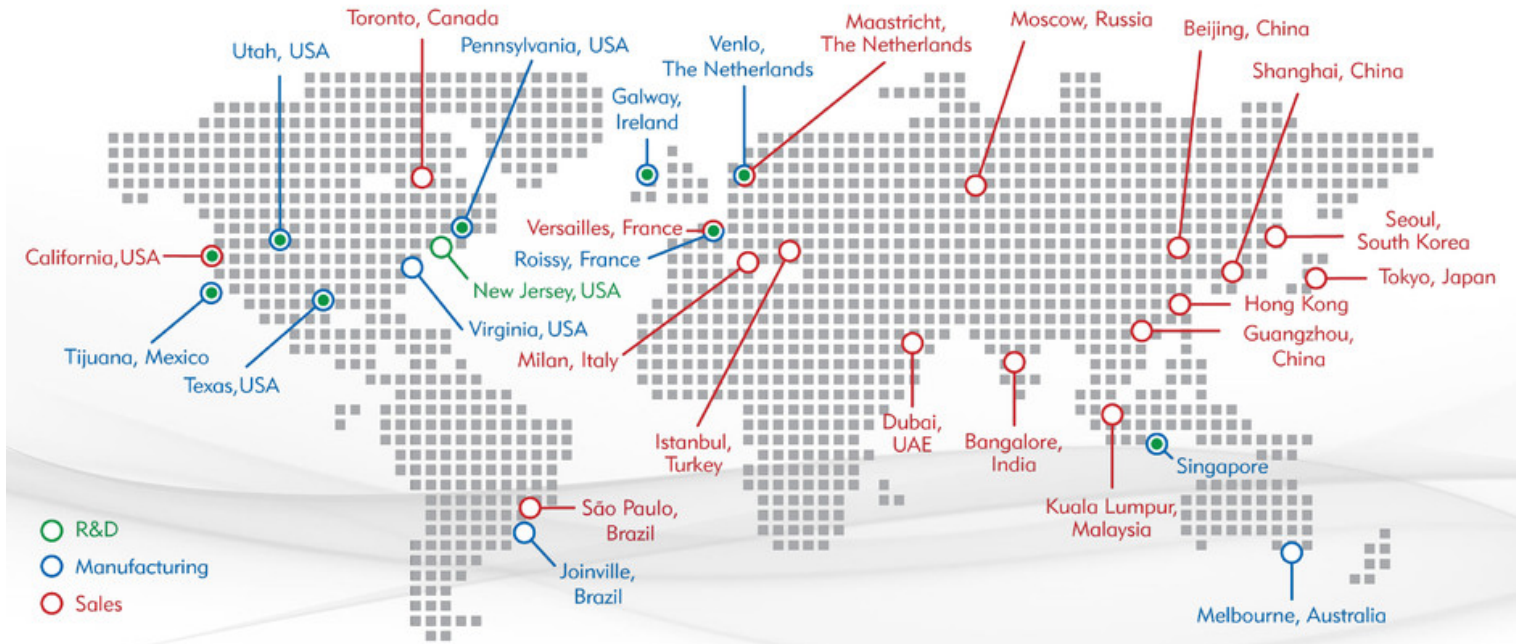 Toronto, Canada
Utah, USA
Pennsylvania, USA
Venlo,
The Netherlands
Maastricht,
The Netherlands
Moscow, Russia
Beijing, China
Shanghai, China
Galway,
Ireland
California,USA
Versailles, France
Roissy, France
Seoul,
South Korea
Tokyo, Japan
New Jersey, USA
Hong Kong
Virginia, USA
Guangzhou,
China
Tijuana, Mexico
Texas,USA
Milan, Italy
Istanbul,
Turkey
Dubai,
UAE
Bangalore,
India
Singapore
São Paulo,
Brazil
Kuala Lumpur,
Malaysia
Joinville,
Brazil
Melbourne, Australia
R&D
Manufacturing
Sales